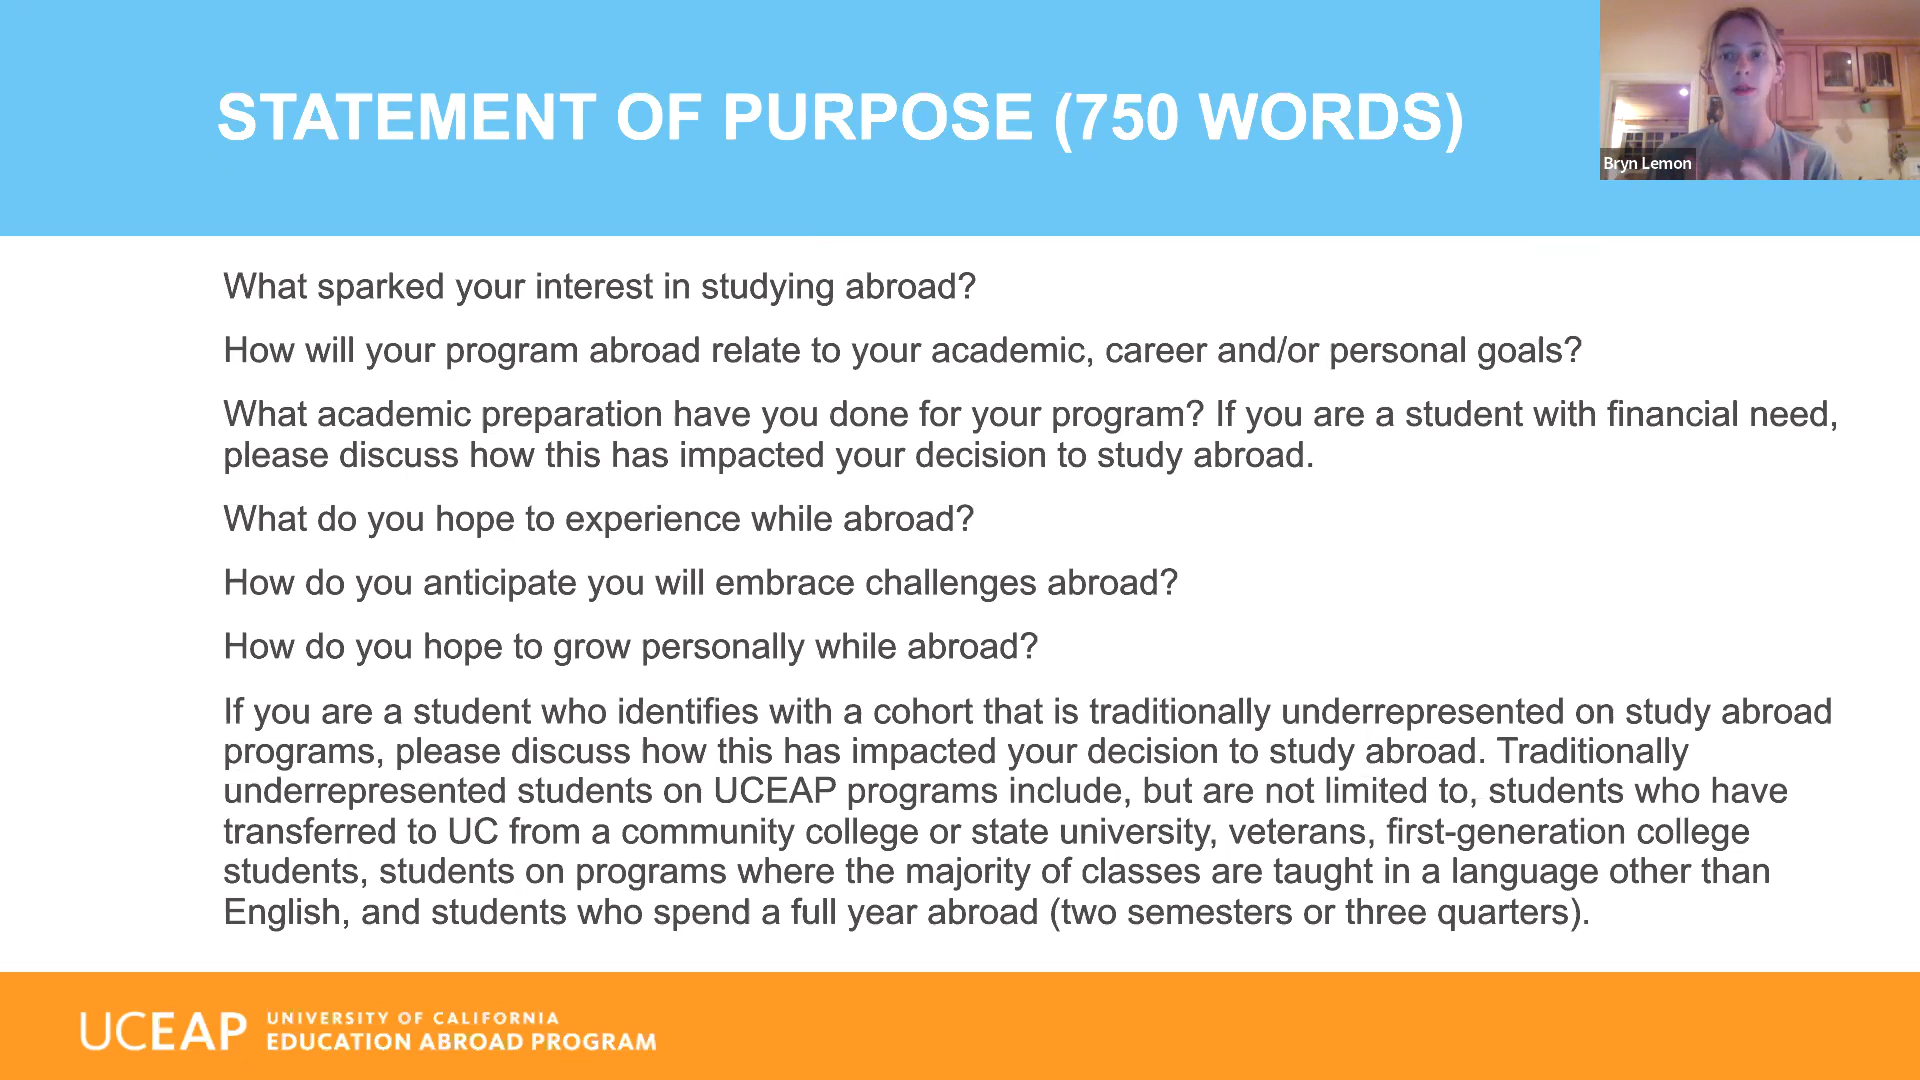 STATEMENT OF PURPOSE (750 WORDS)
Bryn Lemon
What sparked your interest in studying abroad?
How will your program abroad relate to your academic, career and/or personal goals?
What academic preparation have you done for your program? If you are a student with financial need,
please discuss how this has impacted your decision to study abroad.
What do you hope to experience while abroad?
How do you anticipate you will embrace challenges abroad?
How do you hope to grow personally while abroad?
If you are a student who identifies with a cohort that is traditionally underrepresented on study abroad
programs, please discuss how this has impacted your decision to study abroad. Traditionally
underrepresented students on UCEAP programs include, but are not limited to, students who have
transferred to UC from a community college or state university, veterans, first-generation college
students, students on programs where the majority of classes are taught in a language other than
English, and students who spend a full year abroad (two semesters or three quarters).
UCEAP
UNIVERSITY OF CALIFORNIA
EDUCATION ABROAD PROGRAM